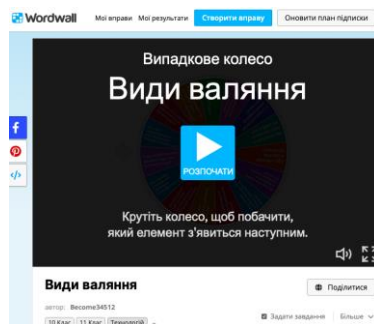 Wordwall Мої вправи Мої результати Створити вправу Оновити план підписки
Випадкове колесо
Види валяння
РОЗПОЧАТИ
Крутіть колесо, щоб побачити,
який елемент з'явиться наступним.
Види валяння
Поділитися
автор: Become34512
10 Клас 11 Клас Технологій
Задати завдання Більше